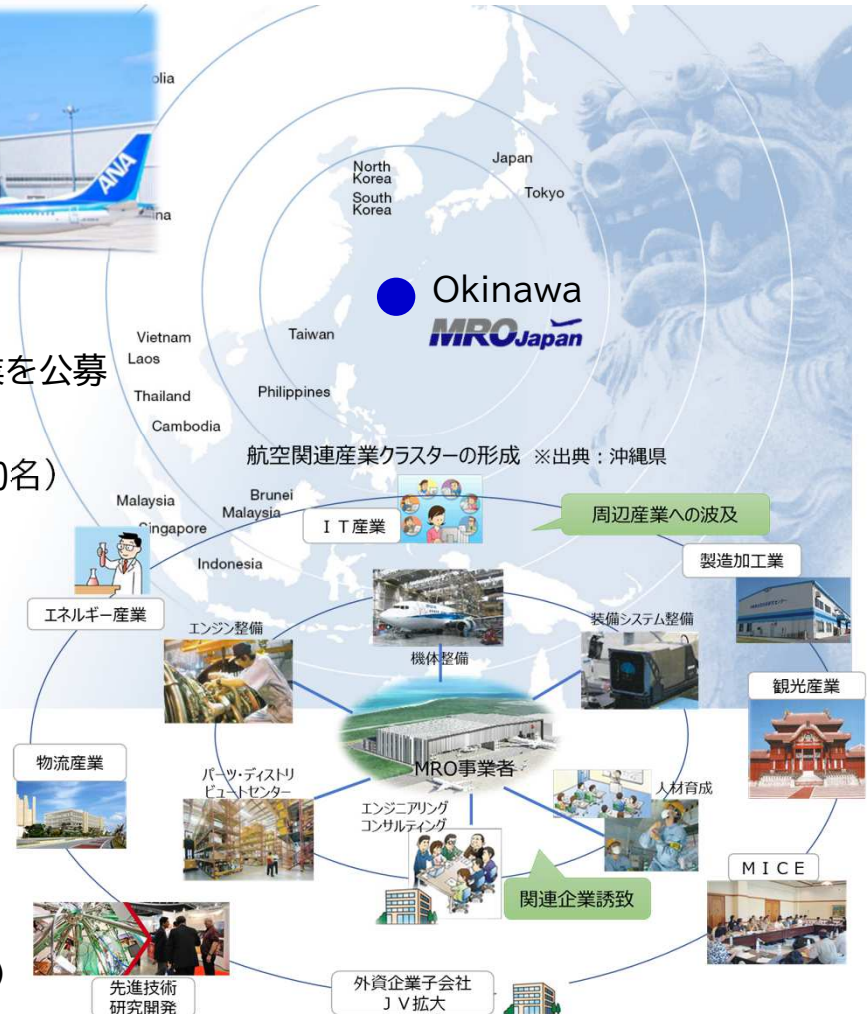 olia
ANA
ina
North
Korea
South
Korea
Japan
Tokyo
Okinawa
MRO Japan
Vietnam
Laos
Taiwan
Thailand
Philippines
Cambodia
を公募
0名）
航空関連産業クラスターの形成 ※出典：沖縄県
Malaysia
Brunei
Malaysia
Singapore
Indonesia
ＩＴ産業
周辺産業への波及
製造加工業
エネルギー産業
エンジン整備
機体整備
装備システム整備
観光産業
物流産業
MRO事業者
パーツ・ディストリ
ビュートセンター
エンジニアリング
コンサルティング
人材育成
ＭＩＣＥ
関連企業誘致
先進技術
研究開発
外資企業子会社
ＪＶ拡大
）